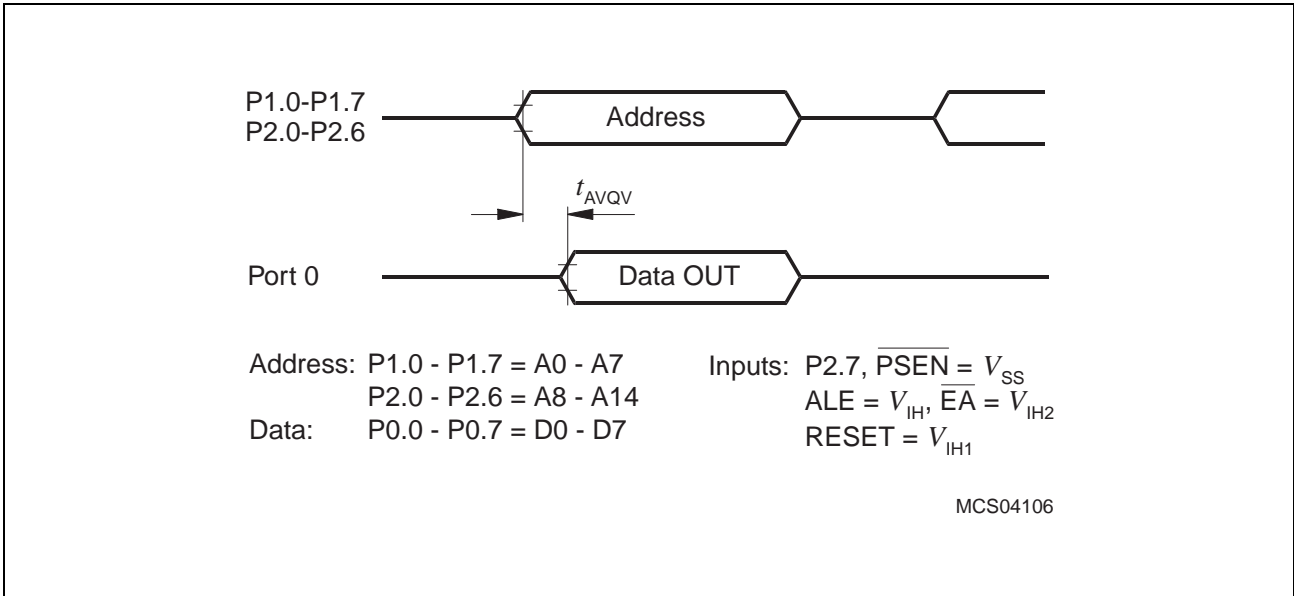 P1.0-P1.7
P2.0-P2.6
Address
tAVQV
Port 0
Data OUT
Address: P1.0 - P1.7 = A0 - A7
P2.0 - P2.6 = A8 - A14
Data: P0.0 - P0.7 = D0 - D7
Inputs: P2.7, P̅S̅E̅N̅ = VSS
ALE = VIH, E̅A̅ = VIH2
RESET = VIH1
MCS04106